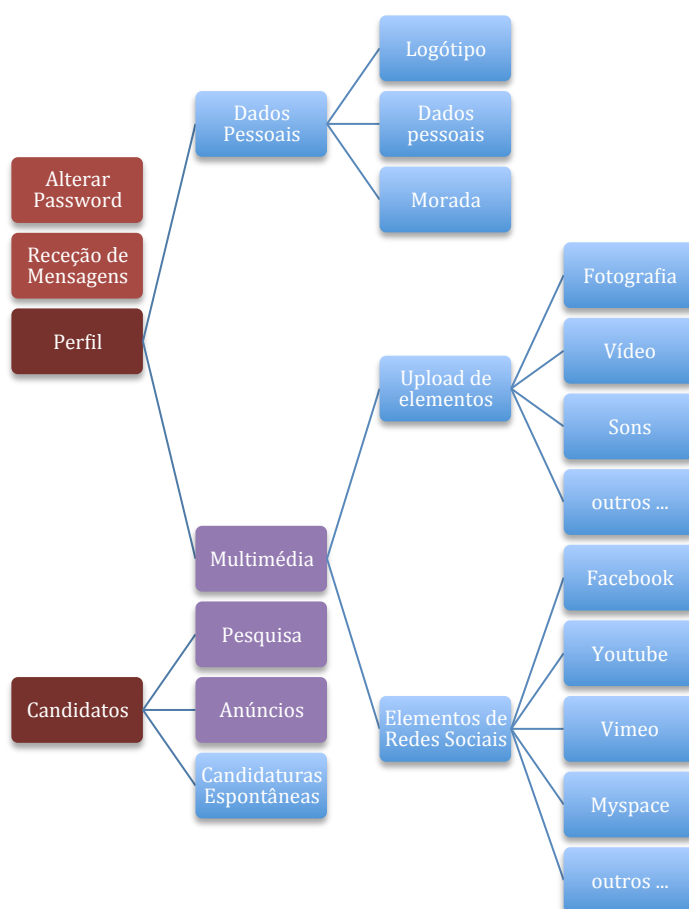 Logótipo
Dados
Pessoais
Dados
pessoais
Morada
Alterar
Password
Receção de
Mensagens
Perfil
Fotografia
Vídeo
Upload de
elementos
Sons
outros ...
Multimédia
Facebook
Pesquisa
Youtube
Candidatos
Anúncios
Elementos de
Redes Sociais
Vimeo
Candidaturas
Espontâneas
Myspace
outros ...